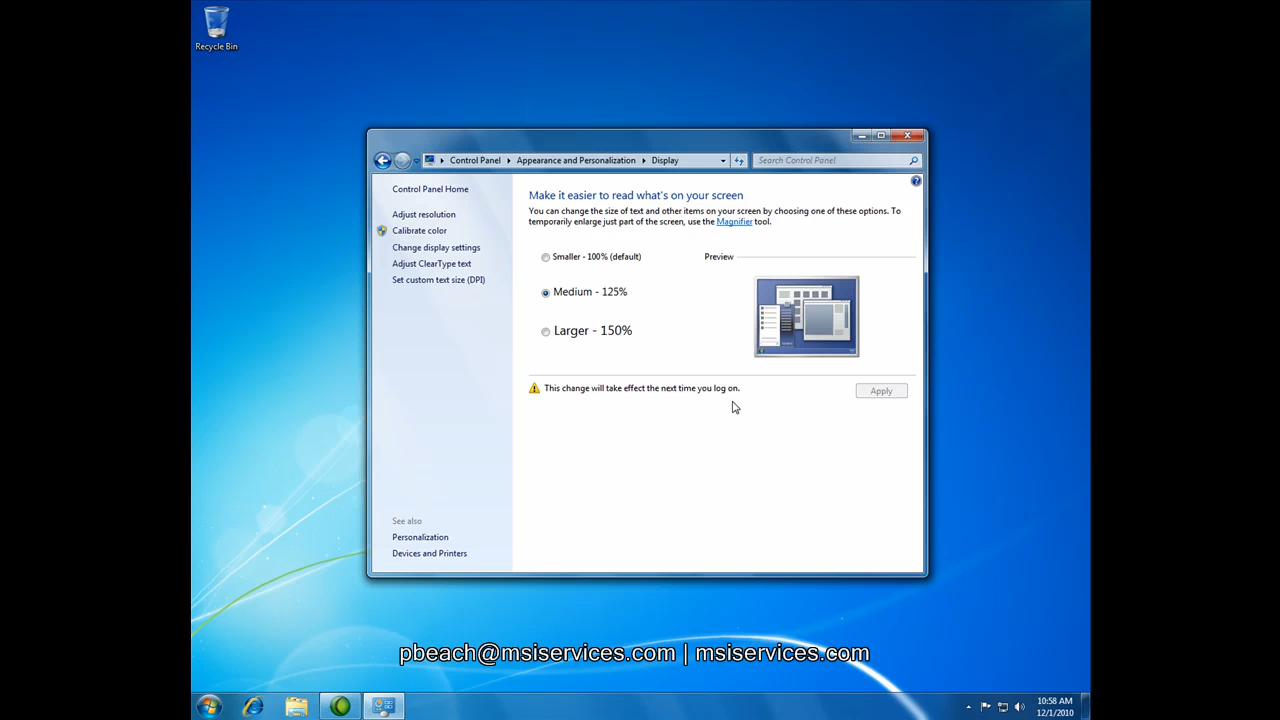 Recycle Bin
Control Panel
Appearance and Personalization
Display
Search Control Panel
Control Panel Home
Adjust resolution
Calibrate color
Change display settings
Adjust ClearType text
Set custom text size (DPI)
See also
Personalization
Devices and Printers
Make it easier to read what's on your screen
You can change the size of text and other items on your screen by choosing one of these options. To
temporarily enlarge just part of the screen, use the Magnifier tool.
Smaller - 100% (default)
Preview
Medium - 125%
Larger - 150%
This change will take effect the next time you log on.
Apply
pbeach@msiservices.com | msiservices.com
10:58 AM
12/1/2010